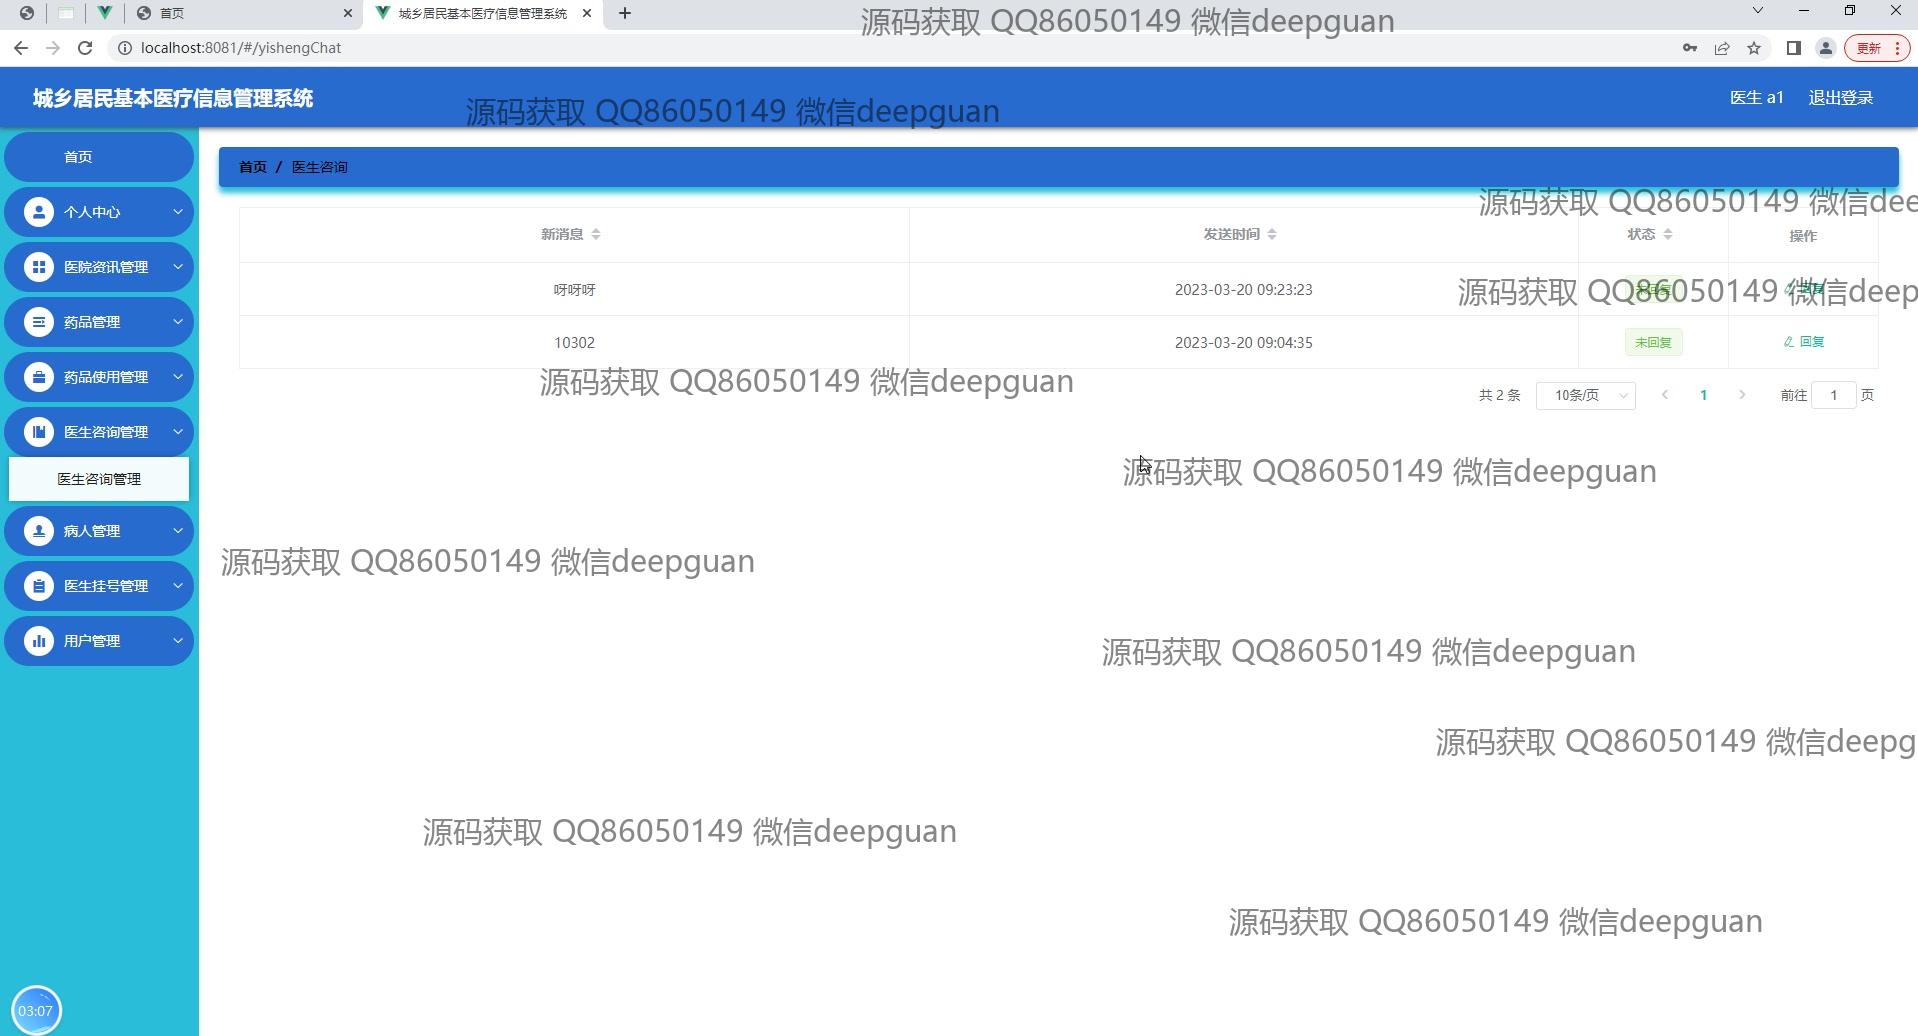 首页
城乡居民基本医疗信息管理系统
源码获取 QQ86050149 微信deepguan
localhost:8081/#/yishengChat
更新
城乡居民基本医疗信息管理系统
源码获取 QQ86050149 微信deepguan
医生 a1
退出登录
首页
首页 / 医生咨询
源码获取 QQ86050149 微信dee
个人中心
新消息
发送时间
状态
操作
医院资讯管理
呀呀呀
2023-03-20 09:23:23
未回复
回复
源码获取 QQ86050149 微信deep
药品管理
10302
2023-03-20 09:04:35
未回复
回复
药品使用管理
源码获取 QQ86050149 微信deepguan
共 2 条
10条/页
1
前往 1 页
医生咨询管理
医生咨询管理
源码获取 QQ86050149 微信deepguan
病人管理
源码获取 QQ86050149 微信deepguan
医生挂号管理
用户管理
源码获取 QQ86050149 微信deepguan
源码获取 QQ86050149 微信deepg
源码获取 QQ86050149 微信deepguan
源码获取 QQ86050149 微信deepguan
03:07